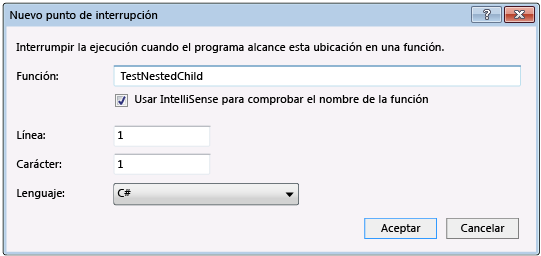 Nuevo punto de interrupción
Interrumpir la ejecución cuando el programa alcance esta ubicación en una función.
Función: TestNestedChild
Usar IntelliSense para comprobar el nombre de la función
Línea: 1
Carácter: 1
Lenguaje: C#
Aceptar Cancelar